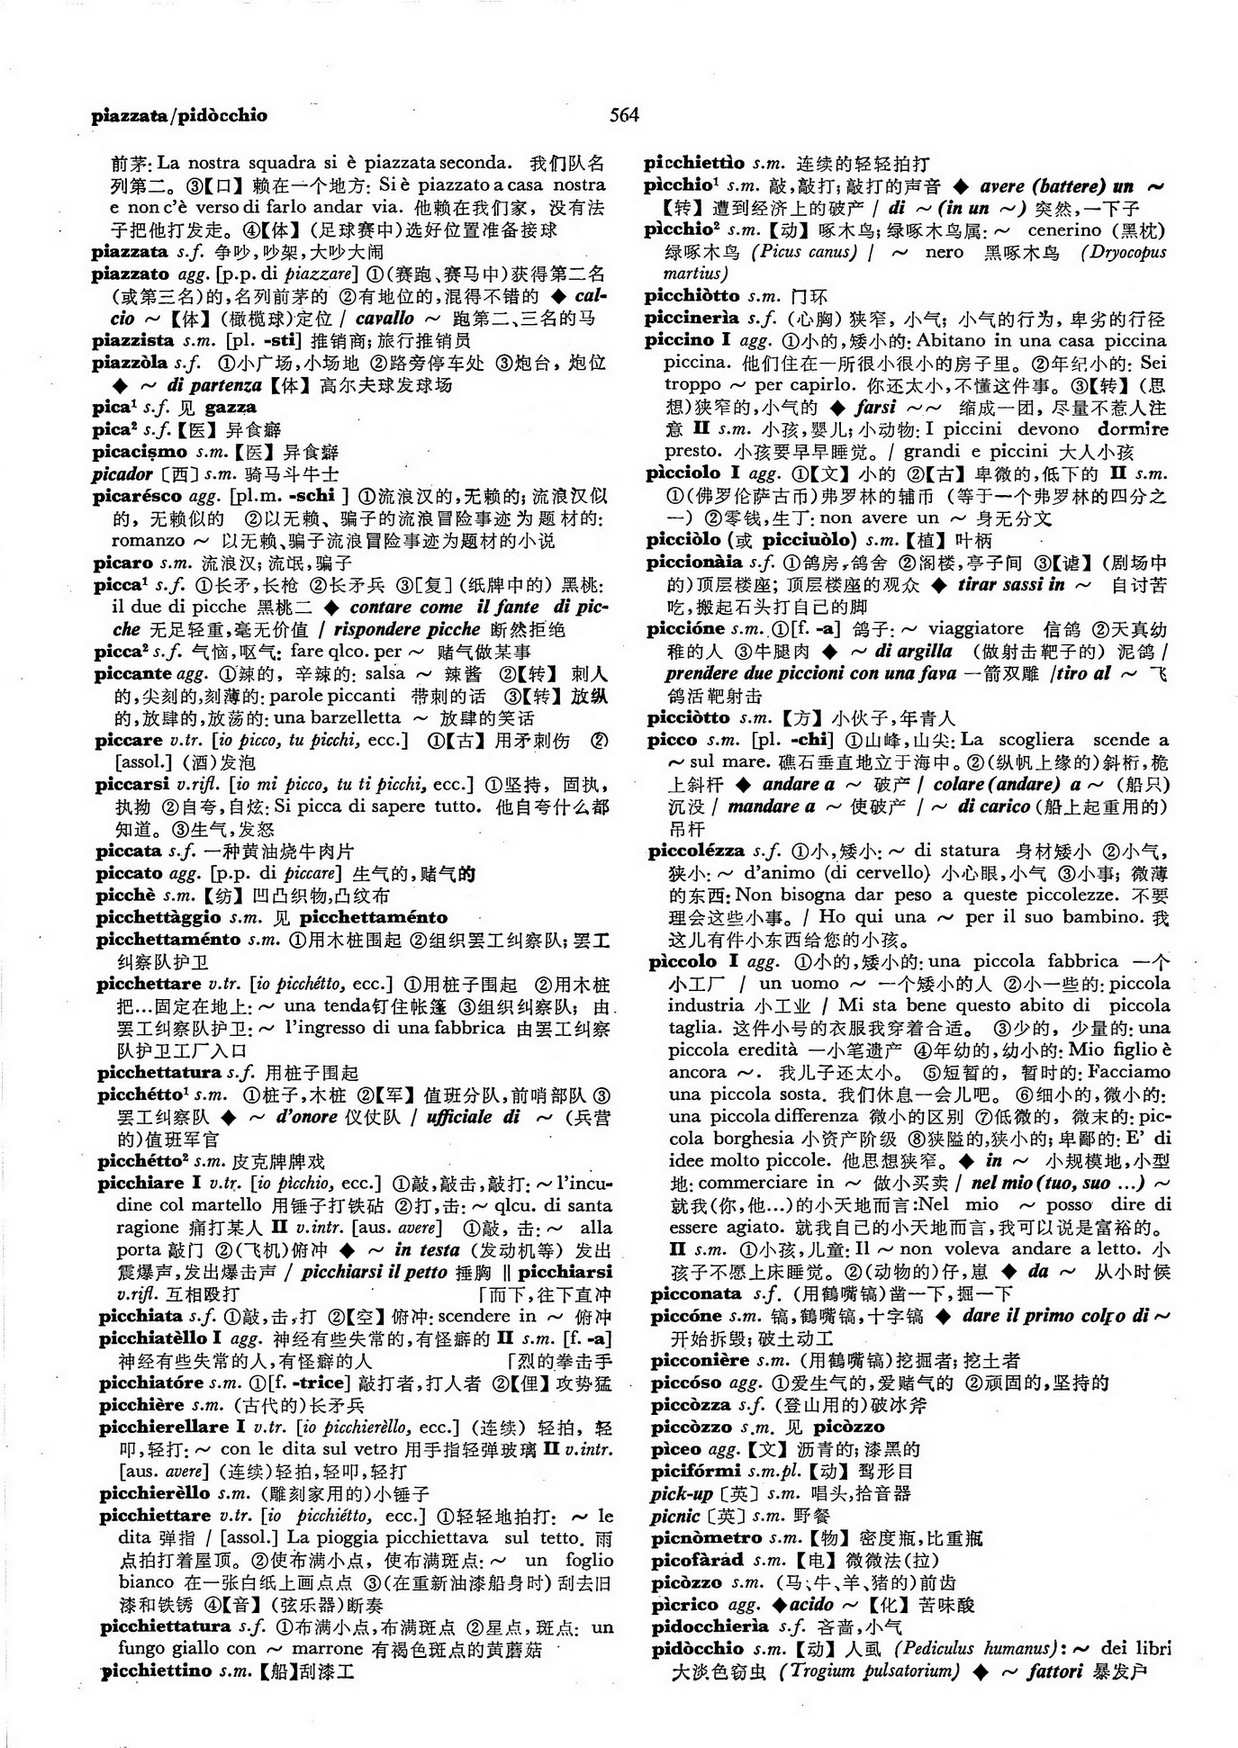 piazzata/pidòcchio
564
前茅: La nostra squadra si è piazzata seconda. 我们队名
列第二。③【口】赖在一个地方: Si è piazzato a casa nostra
e non c'è verso di farlo andar via. 他赖在我们家，没有法
子把他打发走。④【体】(足球赛中)选好位置准备接球
piazzata s.f. 争吵,吵架,大吵大闹
piazzato agg. [p.p. di piazzare] ①(赛跑、赛马中)获得第二名
(或第三名)的,名列前茅的 ②有地位的,混得不错的 ◆ cal-
cio ～【体】(橄榄球)定位 / cavallo ～ 跑第二、三名的马
piazzista s.m. [pl. -sti] 推销商;旅行推销员
piazzòla s.f. ①小广场,小场地 ②路旁停车处 ③炮台，炮位
◆ ～ di partenza【体】高尔夫球发球场
pica¹ s.f. 见 gazza
pica² s.f.【医】异食癖
picacismo s.m.【医】异食癖
picador〔西〕s.m. 骑马斗牛士
picarésco agg. [pl.m. -schi ] ①流浪汉的,无赖的; 流浪汉似
的，无赖似的 ②以无赖、骗子的流浪冒险事迹为题材的:
romanzo ～ 以无赖、骗子流浪冒险事迹为题材的小说
picaro s.m. 流浪汉; 流氓,骗子
picca¹ s.f. ①长矛,长枪 ②长矛兵 ③[复](纸牌中的) 黑桃:
il due di picche 黑桃二 ◆ contare come il fante di pic-
che 无足轻重,毫无价值 / rispondere picche 断然拒绝
picca² s.f. 气恼,呕气: fare qlco. per ～ 赌气做某事
piccante agg. ①辣的，辛辣的: salsa ～ 辣酱 ②【转】刺人
的,尖刻的,刻薄的: parole piccanti 带刺的话 ③【转】放纵
的,放肆的,放荡的: una barzelletta ～ 放肆的笑话
piccare v.tr. [io picco, tu picchi, ecc.] ①【古】用矛刺伤 ②
[assol.] (酒)发泡
piccarsi v.rifl. [io mi picco, tu ti picchi, ecc.] ①坚持，固执，
执拗 ②自夸,自炫: Si picca di sapere tutto. 他自夸什么都
知道。③生气,发怒
piccata s.f. 一种黄油烧牛肉片
piccato agg. [p.p. di piccare] 生气的,赌气的
picchè s.m.【纺】凹凸织物,凸纹布
picchettàggio s.m. 见 picchettaménto
picchettaménto s.m. ①用木桩围起 ②组织罢工纠察队; 罢工
纠察队护卫
picchettare v.tr. [io picchétto, ecc.] ①用桩子围起 ②用木桩
把…固定在地上: ～ una tenda钉住帐篷 ③组织纠察队; 由
罢工纠察队护卫: ～ l'ingresso di una fabbrica 由罢工纠察
队护卫工厂入口
picchettatura s.f. 用桩子围起
picchétto¹ s.m. ①桩子,木桩 ②【军】值班分队,前哨部队 ③
罢工纠察队 ◆ ～ d'onore 仪仗队 / ufficiale di ～ (兵营
的)值班军官
picchétto² s.m. 皮克牌牌戏
picchiare I v.tr. [io picchio, ecc.] ①敲,敲击,敲打: ～ l'incu-
dine col martello 用锤子打铁砧 ②打,击: ～ qlcu. di santa
ragione 痛打某人 II v.intr. [aus. avere] ①敲，击: ～ alla
porta 敲门 ②(飞机)俯冲 ◆ ～ in testa (发动机等) 发出
震爆声,发出爆击声 / picchiarsi il petto 捶胸 ‖ picchiarsi
v.rifl. 互相殴打 「而下,往下直冲
picchiata s.f. ①敲,击,打 ②【空】俯冲: scendere in ～ 俯冲
picchiatèllo I agg. 神经有些失常的,有怪癖的 II s.m. [f. -a]
神经有些失常的人,有怪癖的人 「烈的拳击手
picchiatóre s.m. ①[f. -trice] 敲打者,打人者 ②【俚】攻势猛
picchière s.m. (古代的)长矛兵
picchierellare I v.tr. [io picchierèllo, ecc.] (连续) 轻拍，轻
叩,轻打: ～ con le dita sul vetro 用手指轻弹玻璃 II v.intr.
[aus. avere] (连续)轻拍,轻叩,轻打
picchierèllo s.m. (雕刻家用的)小锤子
picchiettare v.tr. [io picchiétto, ecc.] ①轻轻地拍打: ～ le
dita 弹指 / [assol.] La pioggia picchiettava sul tetto. 雨
点拍打着屋顶。②使布满小点，使布满斑点: ～ un foglio
bianco 在一张白纸上画点点 ③(在重新油漆船身时) 刮去旧
漆和铁锈 ④【音】(弦乐器)断奏
picchiettatura s.f. ①布满小点,布满斑点 ②星点，斑点: un
fungo giallo con ～ marrone 有褐色斑点的黄蘑菇
picchiettino s.m.【船】刮漆工
picchiettìo s.m. 连续的轻轻拍打
pìcchio¹ s.m. 敲,敲打; 敲打的声音 ◆ avere (battere) un ～
【转】遭到经济上的破产 / di ～ (in un ～) 突然,一下子
pìcchio² s.m.【动】啄木鸟; 绿啄木鸟属: ～ cenerino (黑枕)
绿啄木鸟 (Picus canus) / ～ nero 黑啄木鸟 (Dryocopus
martius)
picchiòtto s.m. 门环
piccinerìa s.f. (心胸) 狭窄，小气; 小气的行为，卑劣的行径
piccino I agg. ①小的,矮小的: Abitano in una casa piccina
piccina. 他们住在一所很小很小的房子里。②年纪小的: Sei
troppo ～ per capirlo. 你还太小,不懂这件事。③【转】(思
想)狭窄的,小气的 ◆ farsi ～～ 缩成一团，尽量不惹人注
意 II s.m. 小孩,婴儿; 小动物: I piccini devono dormire
presto. 小孩要早早睡觉。/ grandi e piccini 大人小孩
pìcciolo I agg. ①【文】小的 ②【古】卑微的,低下的 II s.m.
①(佛罗伦萨古币)弗罗林的辅币 (等于一个弗罗林的四分之
一) ②零钱,生丁: non avere un ～ 身无分文
picciòlo (或 picciuòlo) s.m.【植】叶柄
piccionàia s.f. ①鸽房,鸽舍 ②阁楼,亭子间 ③【谑】(剧场中
的)顶层楼座; 顶层楼座的观众 ◆ tirar sassi in ～ 自讨苦
吃,搬起石头打自己的脚
piccióne s.m. ①[f. -a] 鸽子: ～ viaggiatore 信鸽 ②天真幼
稚的人 ③牛腿肉 ◆ ～ di argilla (做射击靶子的) 泥鸽 /
prendere due piccioni con una fava 一箭双雕 / tiro al ～ 飞
鸽活靶射击
picciòtto s.m.【方】小伙子,年青人
picco s.m. [pl. -chi] ①山峰,山尖: La scogliera scende a
～ sul mare. 礁石垂直地立于海中。②(纵帆上缘的)斜桁,桅
上斜杆 ◆ andare a ～ 破产 / colare (andare) a ～ (船只)
沉没 / mandare a ～ 使破产 / ～ di carico (船上起重用的)
吊杆
piccolézza s.f. ①小,矮小: ～ di statura 身材矮小 ②小气，
狭小: ～ d'animo (di cervello) 小心眼,小气 ③小事; 微薄
的东西: Non bisogna dar peso a queste piccolezze. 不要
理会这些小事。/ Ho qui una ～ per il suo bambino. 我
这儿有件小东西给您的小孩。
pìccolo I agg. ①小的,矮小的: una piccola fabbrica 一个
小工厂 / un uomo ～ 一个矮小的人 ②小一些的: piccola
industria 小工业 / Mi sta bene questo abito di piccola
taglia. 这件小号的衣服我穿着合适。 ③少的，少量的: una
piccola eredità 一小笔遗产 ④年幼的,幼小的: Mio figlio è
ancora ～. 我儿子还太小。 ⑤短暂的，暂时的: Facciamo
una piccola sosta. 我们休息一会儿吧。 ⑥细小的,微小的:
una piccola differenza 微小的区别 ⑦低微的，微末的: pic-
cola borghesia 小资产阶级 ⑧狭隘的,狭小的; 卑鄙的: E' di
idee molto piccole. 他思想狭窄。◆ in ～ 小规模地,小型
地: commerciare in ～ 做小买卖 / nel mio (tuo, suo …) ～
就我(你,他…)的小天地而言:Nel mio ～ posso dire di
essere agiato. 就我自己的小天地而言,我可以说是富裕的。
II s.m. ①小孩,儿童: Il ～ non voleva andare a letto. 小
孩子不愿上床睡觉。②(动物的)仔,崽 ◆ da ～ 从小时候
picconata s.f. (用鹤嘴镐)凿一下,掘一下
piccóne s.m. 镐,鹤嘴镐,十字镐 ◆ dare il primo colpo di ～
开始拆毁; 破土动工
picconière s.m. (用鹤嘴镐)挖掘者; 挖土者
piccóso agg. ①爱生气的,爱赌气的 ②顽固的,坚持的
piccòzza s.f. (登山用的)破冰斧
piccòzzo s.m. 见 picòzzo
pìceo agg.【文】沥青的; 漆黑的
picifórmi s.m.pl.【动】䴕形目
pick-up〔英〕s.m. 唱头,拾音器
picnic〔英〕s.m. 野餐
picnòmetro s.m.【物】密度瓶,比重瓶
picofàrad s.m.【电】微微法(拉)
picòzzo s.m. (马、牛、羊、猪的)前齿
pìcrico agg. ◆acido ～【化】苦味酸
pidocchierìa s.f. 吝啬,小气
pidòcchio s.m.【动】人虱 (Pediculus humanus): ～ dei libri
大淡色窃虫 (Trogium pulsatorium) ◆ ～ fattori 暴发户